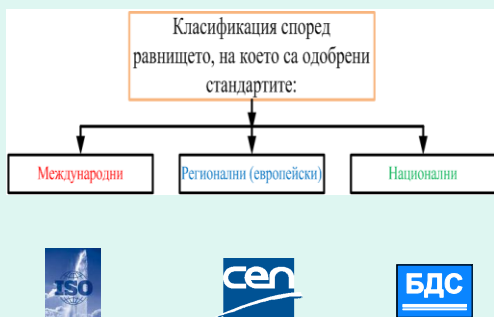 Класификация според
равнището, на което са одобрени
стандартите:
Международни
Регионални (европейски)
Национални
ISO
cen
БДС